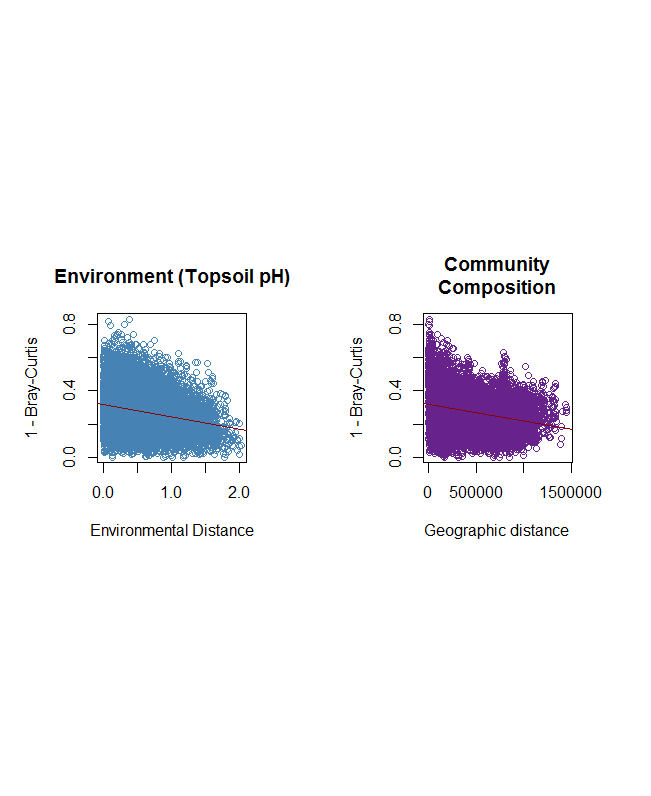 Environment (Topsoil pH)
1 - Bray-Curtis
0.8
0.4
0.0
0.0 1.0 2.0
Environmental Distance
Community
Composition
1 - Bray-Curtis
0.8
0.4
0.0
0 500000 1500000
Geographic distance